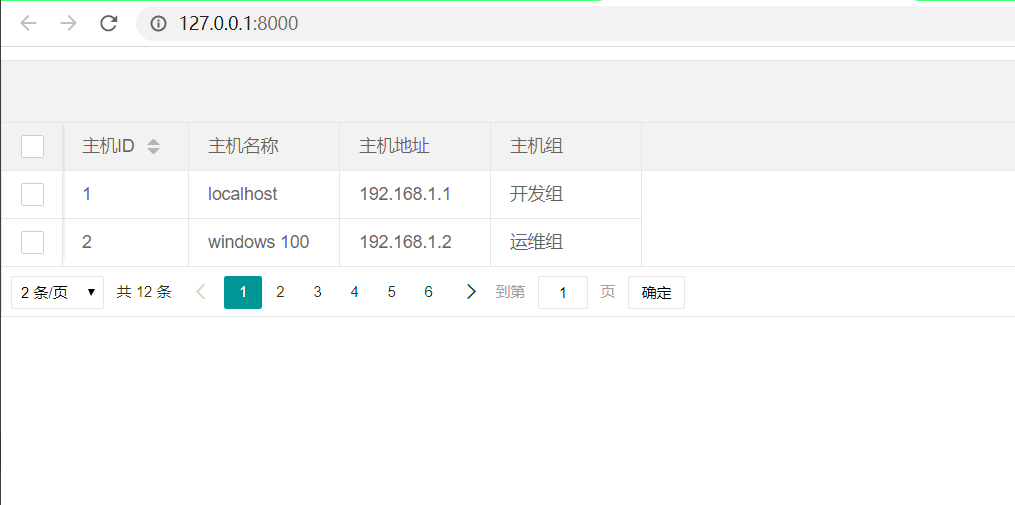 127.0.0.1:8000
主机ID 主机名称 主机地址 主机组
1 localhost 192.168.1.1 开发组
2 windows 100 192.168.1.2 运维组
2 条/页 共 12 条 1 2 3 4 5 6 到第 1 页 确定